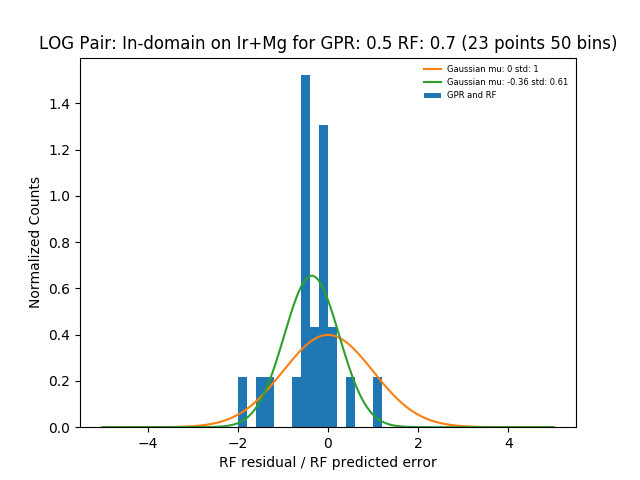 LOG Pair: In-domain on Ir+Mg for GPR: 0.5 RF: 0.7 (23 points 50 bins)
Gaussian mu: 0 std: 1
Gaussian mu: -0.36 std: 0.61
GPR and RF
Normalized Counts
1.4
1.2
1.0
0.8
0.6
0.4
0.2
0.0
−4 −2 0 2 4
RF residual / RF predicted error